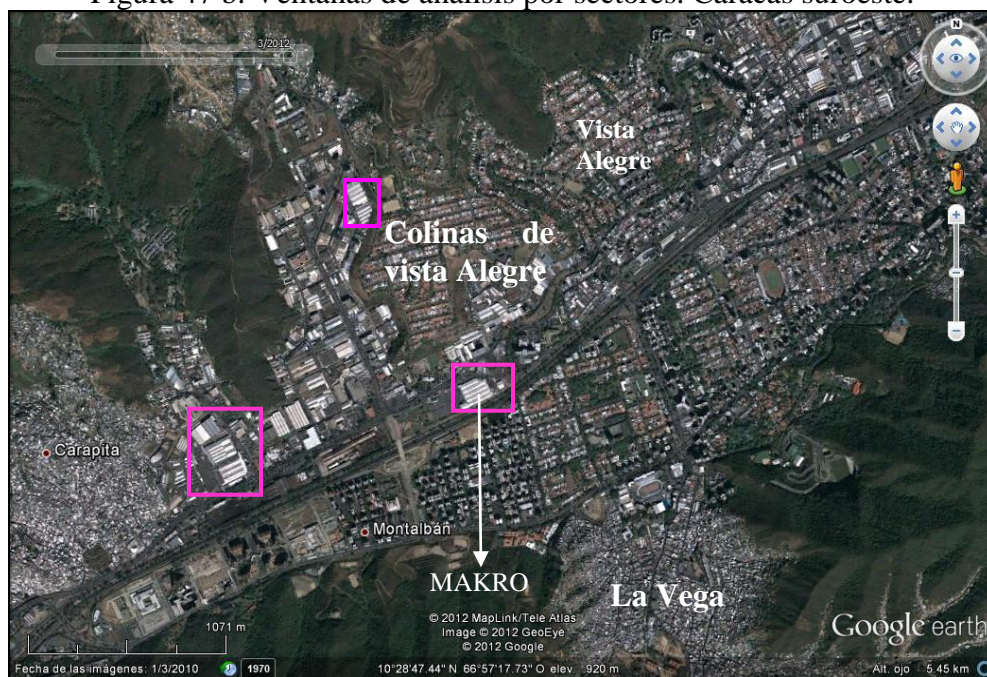 Figura 47 b. Ventanas de análisis por sectores. Caracas suroeste.
3/2012
N
Vista
Alegre
Colinas de
vista Alegre
Carapita
Montalbán
MAKRO
La Vega
© 2012 MapLink/Tele Atlas
Image © 2012 GeoEye
© 2012 Google
Google earth
1071 m
Fecha de las imágenes: 1/3/2010
1970
10°28'47.44" N 66°57'17.73" O elev. 920 m
Alt. ojo 5.45 km